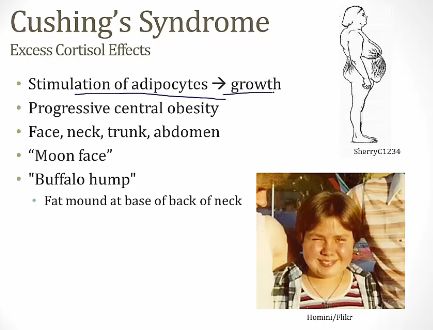 Cushing's Syndrome
Excess Cortisol Effects
• Stimulation of adipocytes → growth
• Progressive central obesity
• Face, neck, trunk, abdomen
• “Moon face”
• "Buffalo hump"
• Fat mound at base of back of neck
SherryC1234
Homini/Flikr